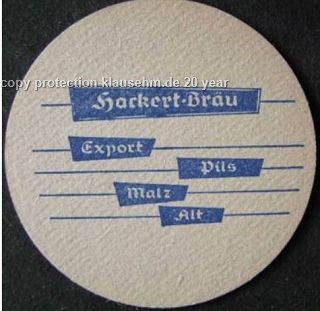 copy protection klausehm.de 20 year
Hackert-Bräu
Export
Pils
Malz
Alt